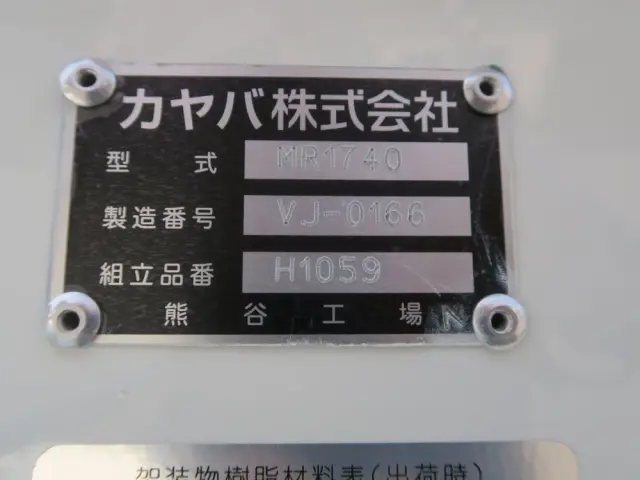 カヤバ株式会社
型式 MR1740
製造番号 VJ-0166
組立品番 H1059
熊谷工場
架装物樹脂材料表(出荷時)